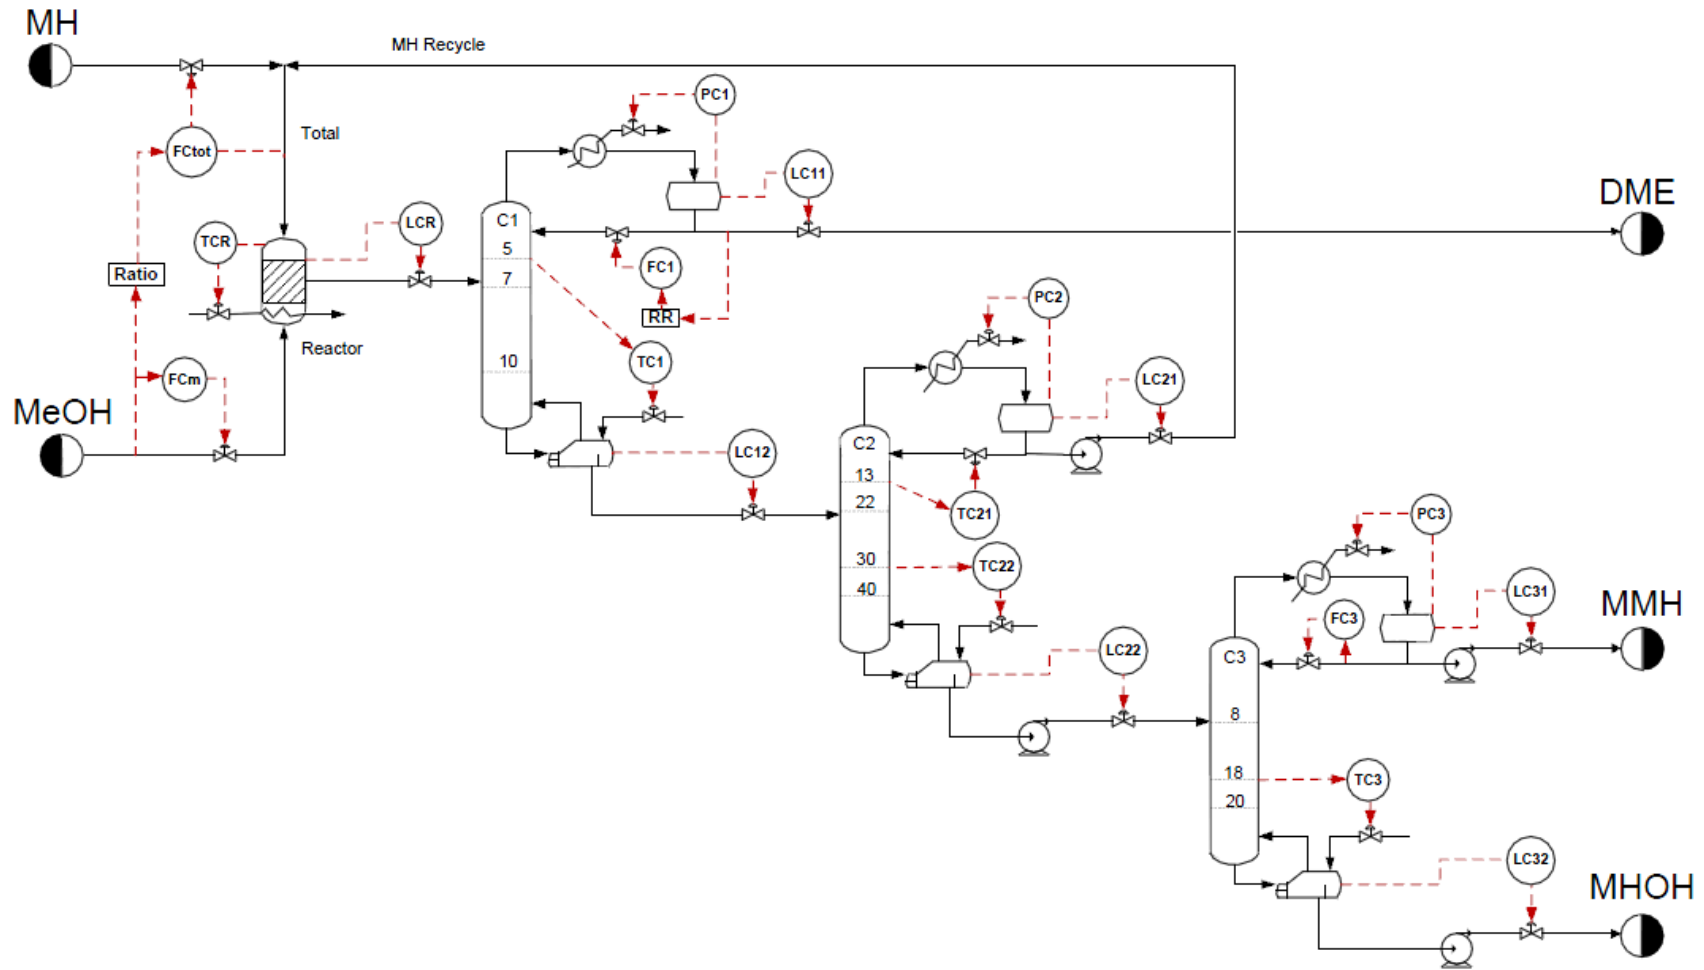 MH
MH Recycle
PC1
Total
FCtot
LC11
DME
C1
LCR
TCR
5
FC1
Ratio
7
PC2
RR
Reactor
10
TC1
FCm
LC21
MeOH
C2
LC12
13
22
TC21
PC3
30
TC22
40
LC31
MMH
FC3
LC22
C3
8
18
TC3
20
LC32
MHOH